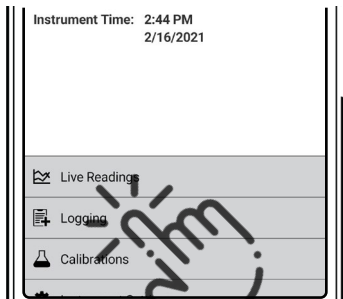 Instrument Time: 2:44 PM
2/16/2021
Live Readings
Logging
Calibrations